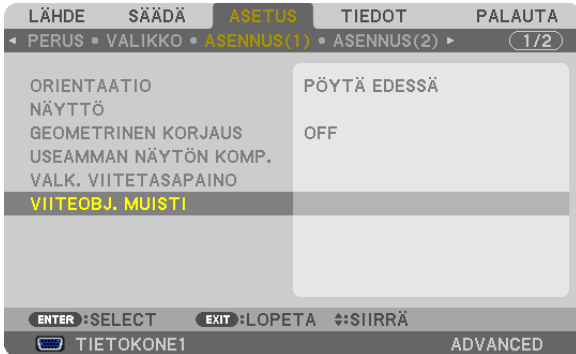 LÄHDE SÄÄDÄ ASETUS TIEDOT PALAUTA
◂ PERUS • VALIKKO • ASENNUS(1) • ASENNUS(2) ▸ 1/2
ORIENTAATIO PÖYTÄ EDESSÄ
NÄYTTÖ
GEOMETRINEN KORJAUS OFF
USEAMMAN NÄYTÖN KOMP.
VALK. VIITETASAPAINO
VIITEOBJ. MUISTI
ENTER :SELECT EXIT :LOPETA ♦:SIIRRÄ
TIETOKONE1 ADVANCED